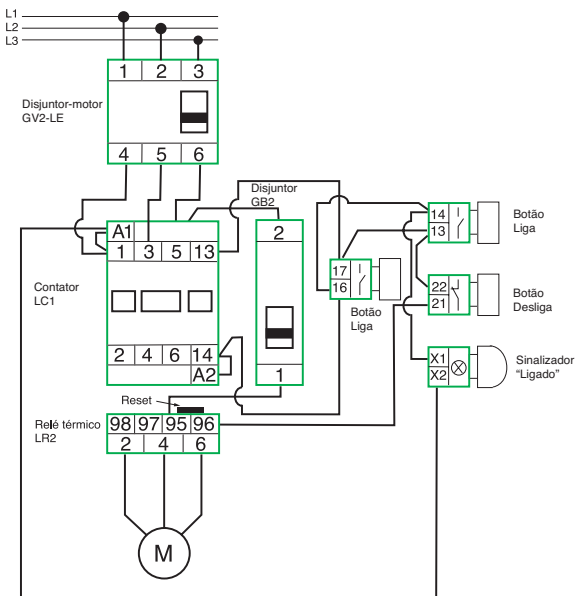 L1
L2
L3
1 2 3
Disjuntor-motor
GV2-LE
4 5 6
Disjuntor
GB2
A1
1 3 5 13
2
14
13
Botão
Liga
17
16
Botão
Liga
22
21
Botão
Desliga
Contator
LC1
2 4 6 14
A2
1
X1
X2
Sinalizador
“Ligado”
Reset
Relé térmico
LR2
98 97 95 96
2 4 6
M